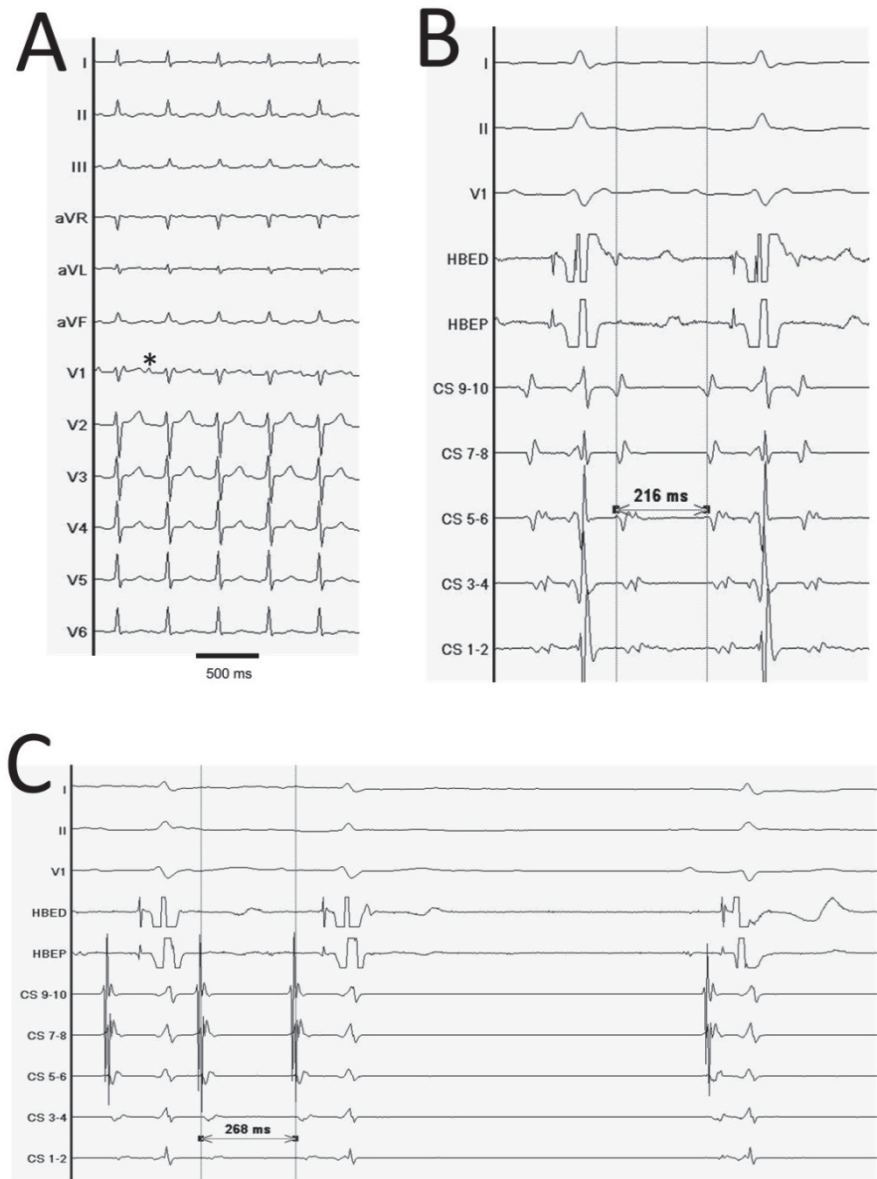 A
I
II
III
aVR
aVL
aVF
V1
*
V2
V3
V4
V5
V6
500 ms
B
I
II
V1
HBED
HBEP
CS 9-10
CS 7-8
216 ms
CS 5-6
CS 3-4
CS 1-2
C
I
II
V1
HBED
HBEP
CS 9-10
CS 7-8
CS 5-6
CS 3-4
268 ms
CS 1-2